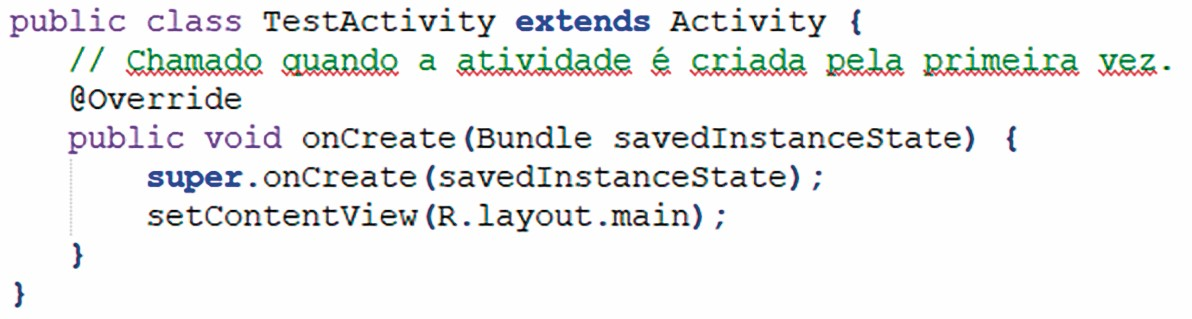 public class TestActivity extends Activity {
// Chamado quando a atividade é criada pela primeira vez.
@Override
public void onCreate(Bundle savedInstanceState) {
super.onCreate(savedInstanceState);
setContentView(R.layout.main);
}
}